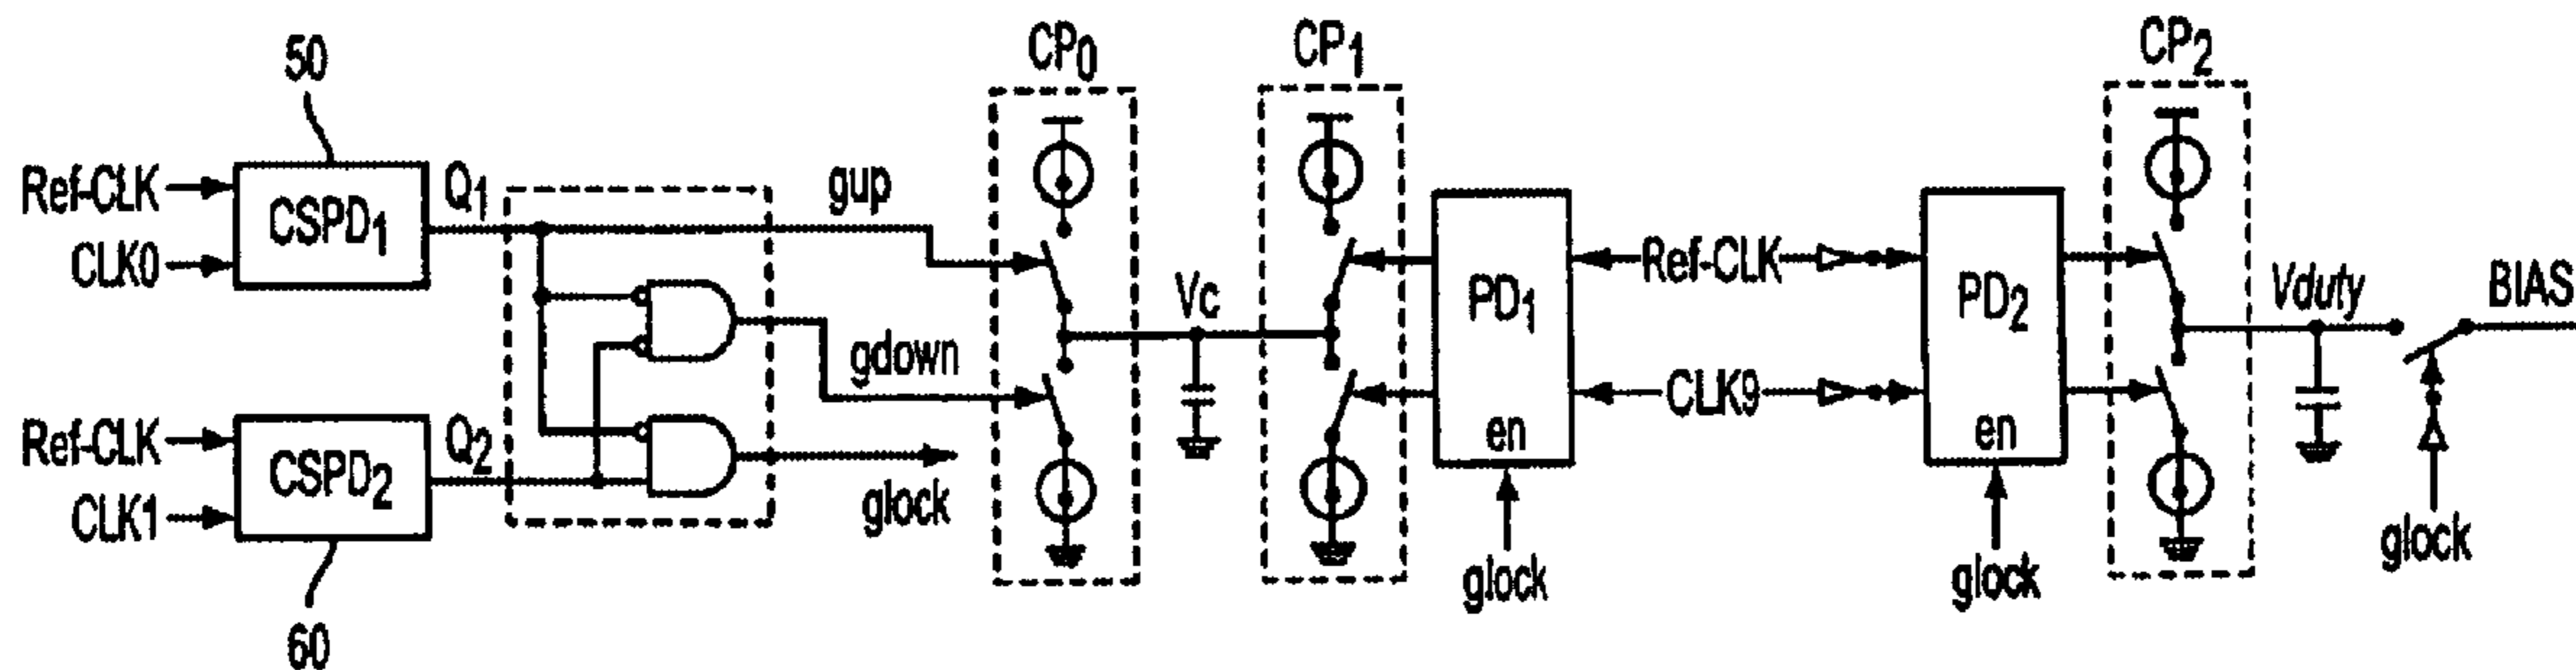 50
Ref-CLK
CLK0
CSPD1
Q1
gup
gdown
glock
Ref-CLK
CLK1
CSPD2
Q2
60
CP0
Vc
CP1
PD1
en
glock
Ref-CLK
CLK9
PD2
en
glock
CP2
Vduty
BIAS
glock